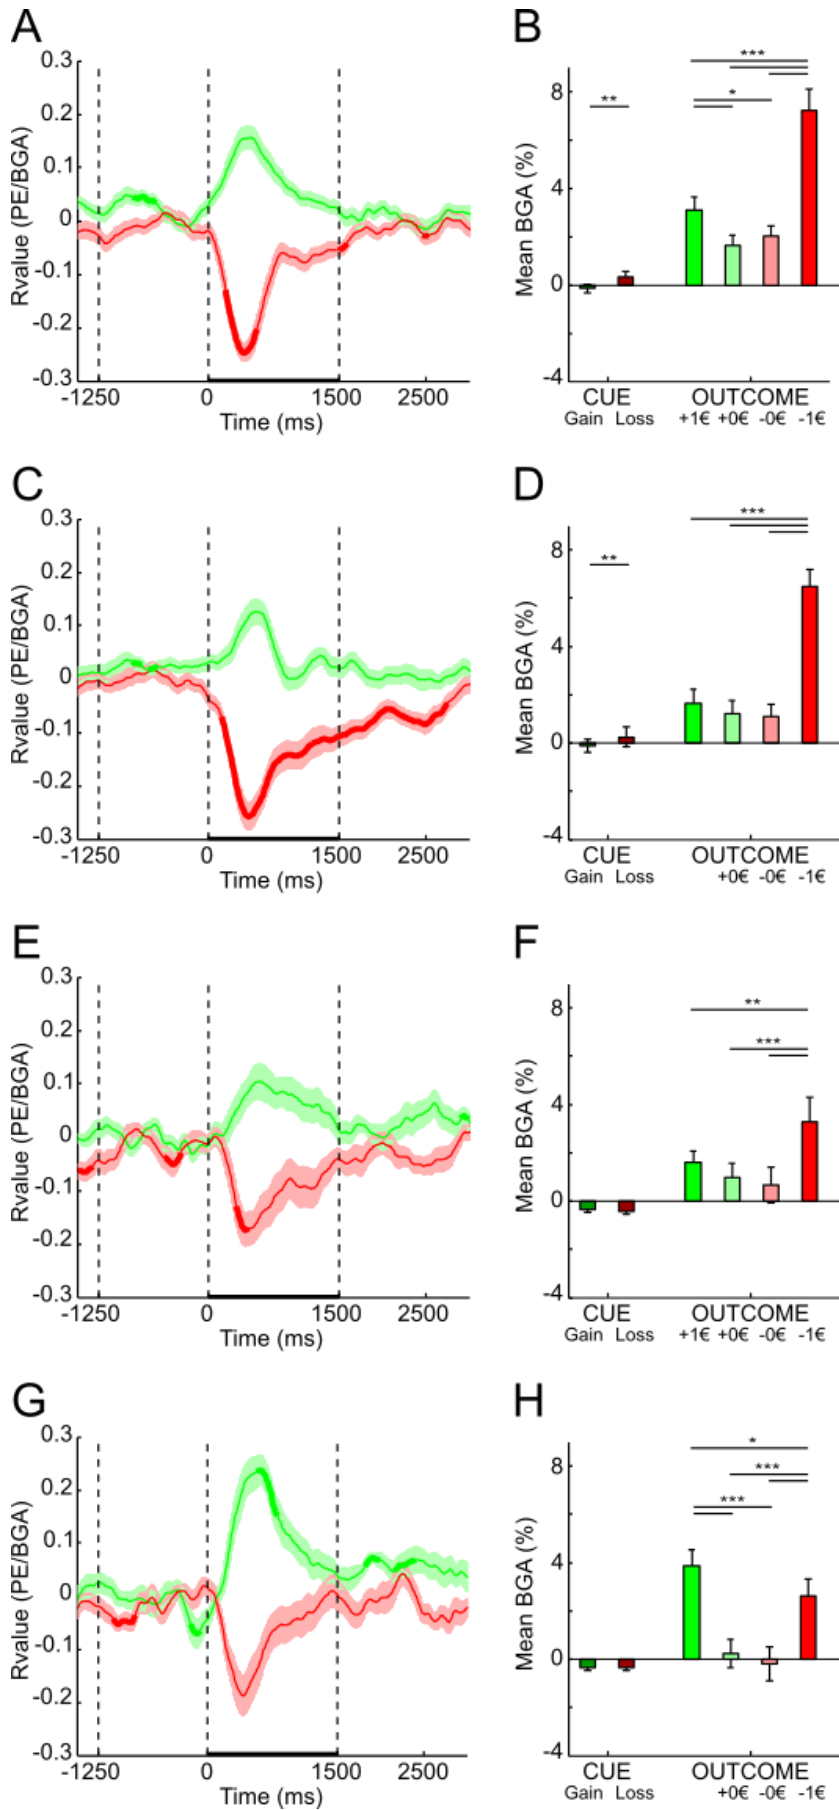 A
B
0.3
0.2
0.1
0
-0.1
-0.2
-0.3
Rvalue (PE/BGA)
-1250 0 1500 2500
Time (ms)
8
4
0
-4
Mean BGA (%)
** *** *
CUE OUTCOME
Gain Loss +1€ +0€ -0€ -1€
C
D
0.3
0.2
0.1
0
-0.1
-0.2
-0.3
Rvalue (PE/BGA)
-1250 0 1500 2500
Time (ms)
8
4
0
-4
Mean BGA (%)
** ***
CUE OUTCOME
Gain Loss +0€ -0€ -1€
E
F
0.3
0.2
0.1
0
-0.1
-0.2
-0.3
Rvalue (PE/BGA)
-1250 0 1500 2500
Time (ms)
8
4
0
-4
Mean BGA (%)
**
***
CUE OUTCOME
Gain Loss +1€ +0€ -0€ -1€
G
H
0.3
0.2
0.1
0
-0.1
-0.2
-0.3
Rvalue (PE/BGA)
-1250 0 1500 2500
Time (ms)
8
4
0
-4
Mean BGA (%)
*
***
***
CUE OUTCOME
Gain Loss +0€ -0€ -1€